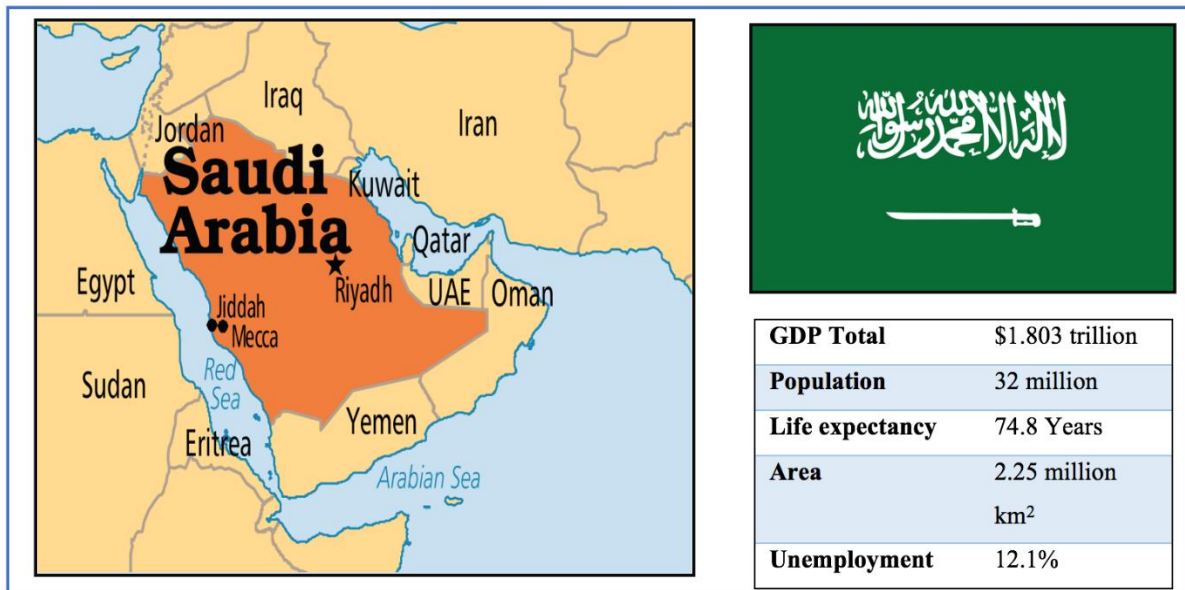 Iraq
Iran
Jordan
Saudi
Arabia
Kuwait
Qatar
Egypt
Riyadh
UAE
Oman
Jiddah
Mecca
Red
Sea
Sudan
Yemen
Eritrea
Arabian Sea
لا إله إلا الله محمد رسول الله
GDP Total $1.803 trillion
Population 32 million
Life expectancy 74.8 Years
Area 2.25 million
km²
Unemployment 12.1%